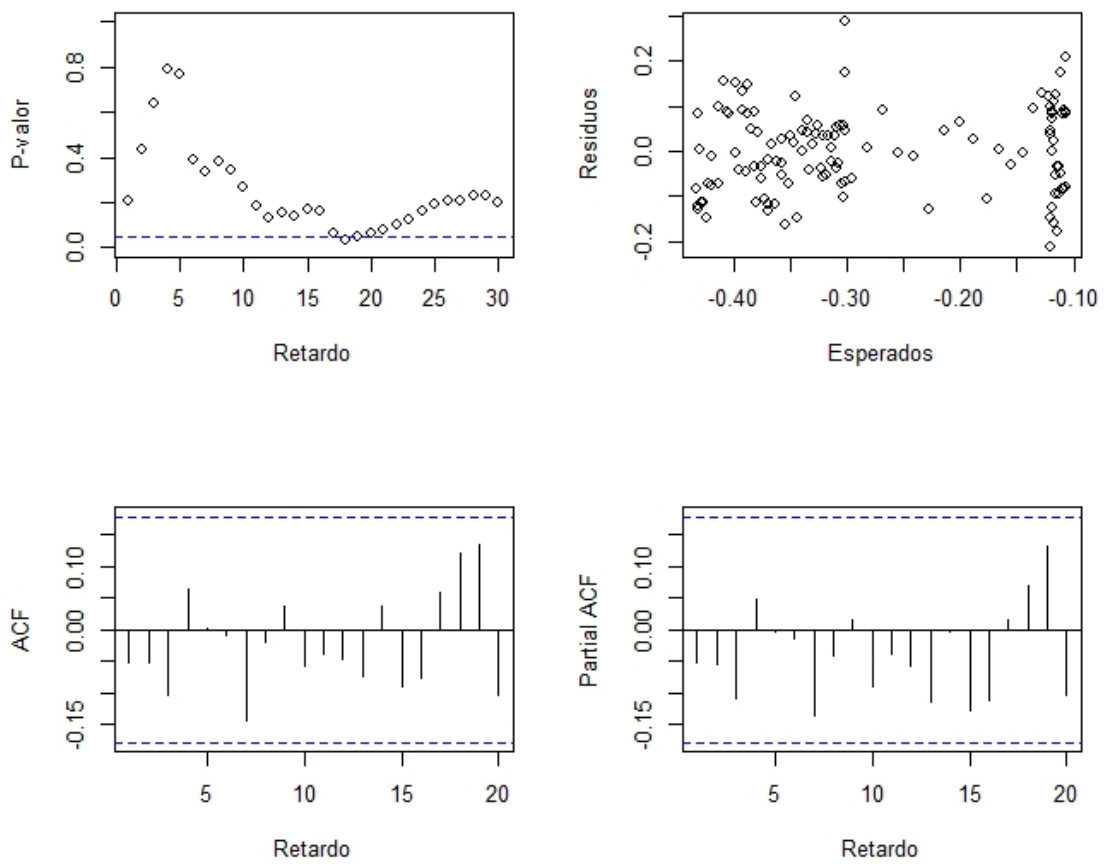 P-valor
0.0 0.4 0.8
0 5 10 15 20 25 30
Retardo
Residuos
-0.2 0.0 0.2
-0.40 -0.30 -0.20 -0.10
Esperados
ACF
-0.15 0.00 0.10
5 10 15 20
Retardo
Partial ACF
-0.15 0.00 0.10
5 10 15 20
Retardo